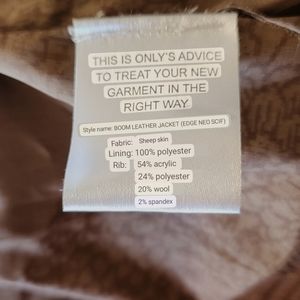 THIS IS ONLY'S ADVICE
TO TREAT YOUR NEW
GARMENT IN THE
RIGHT WAY.
Style name: BOOM LEATHER JACKET (EDGE NEO SCIF)
Fabric: Sheep skin
Lining: 100% polyester
Rib: 54% acrylic
24% polyester
20% wool
2% spandex